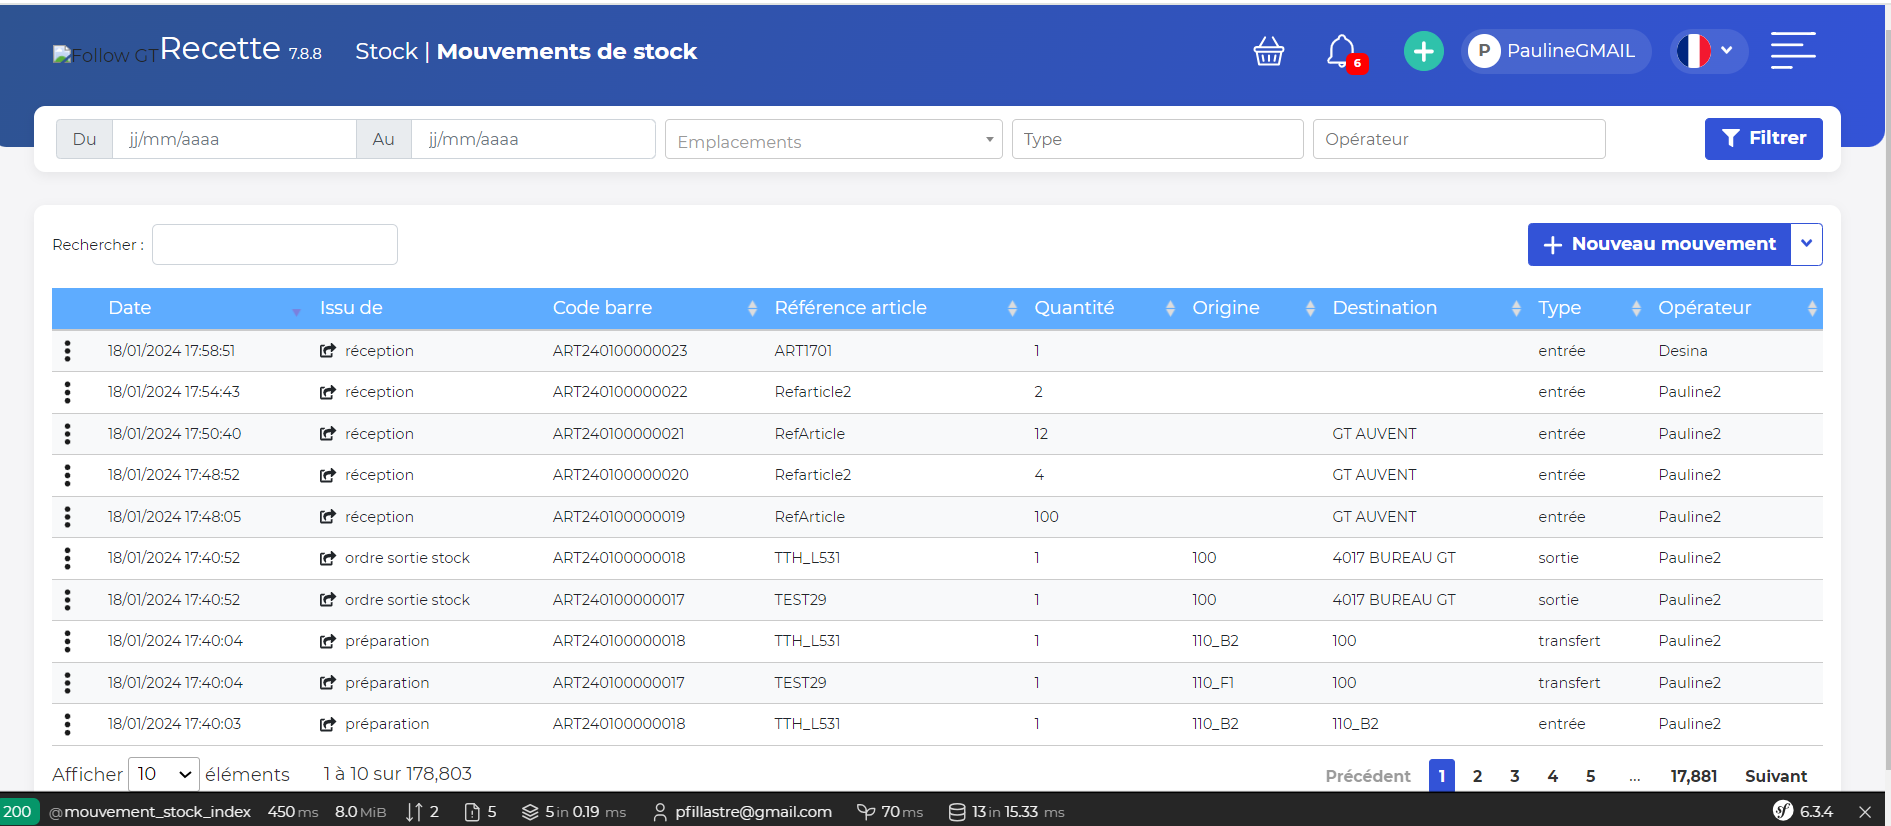 Follow GT Recette 7.8.8 Stock | Mouvements de stock 6 P PaulineGMAIL
Du jj/mm/aaaa Au jj/mm/aaaa Emplacements Type Opérateur Filtrer
Rechercher : Nouveau mouvement
Date Issu de Code barre Référence article Quantité Origine Destination Type Opérateur
18/01/2024 17:58:51 réception ART240100000023 ART1701 1 entrée Desina
18/01/2024 17:54:43 réception ART240100000022 Refarticle2 2 entrée Pauline2
18/01/2024 17:50:40 réception ART240100000021 RefArticle 12 GT AUVENT entrée Pauline2
18/01/2024 17:48:52 réception ART240100000020 Refarticle2 4 GT AUVENT entrée Pauline2
18/01/2024 17:48:05 réception ART240100000019 RefArticle 100 GT AUVENT entrée Pauline2
18/01/2024 17:40:52 ordre sortie stock ART240100000018 TTH_L531 1 100 4017 BUREAU GT sortie Pauline2
18/01/2024 17:40:52 ordre sortie stock ART240100000017 TEST29 1 100 4017 BUREAU GT sortie Pauline2
18/01/2024 17:40:04 préparation ART240100000018 TTH_L531 1 110_B2 100 transfert Pauline2
18/01/2024 17:40:04 préparation ART240100000017 TEST29 1 110_F1 100 transfert Pauline2
18/01/2024 17:40:03 préparation ART240100000018 TTH_L531 1 110_B2 110_B2 entrée Pauline2
Afficher 10 éléments 1 à 10 sur 178,803 Précédent 1 2 3 4 5 ... 17,881 Suivant
200 @mouvement_stock_index 450 ms 8.0 MiB 2 5 5 in 0.19 ms pfillastre@gmail.com 70 ms 13 in 15.33 ms sf 6.3.4